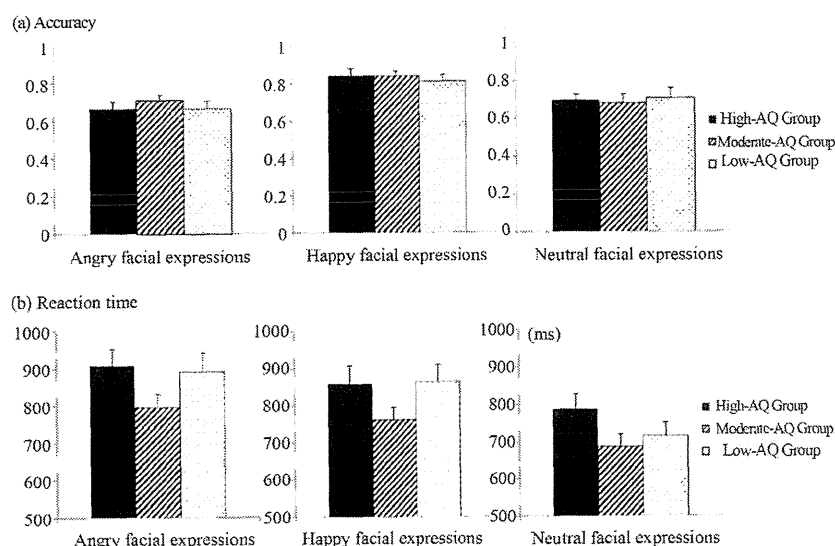 (a) Accuracy
1
0.8
0.6
0.4
0.2
0
Angry facial expressions
1
0.8
0.6
0.4
0.2
0
Happy facial expressions
1
0.8
0.6
0.4
0.2
0
Neutral facial expressions
High-AQ Group
Moderate-AQ Group
Low-AQ Group
(b) Reaction time
1000
900
800
700
600
500
Angry facial expressions
1000
900
800
700
600
500
Happy facial expressions
1000
900
800
700
600
500
(ms)
Neutral facial expressions
High-AQ Group
Moderate-AQ Group
Low-AQ Group